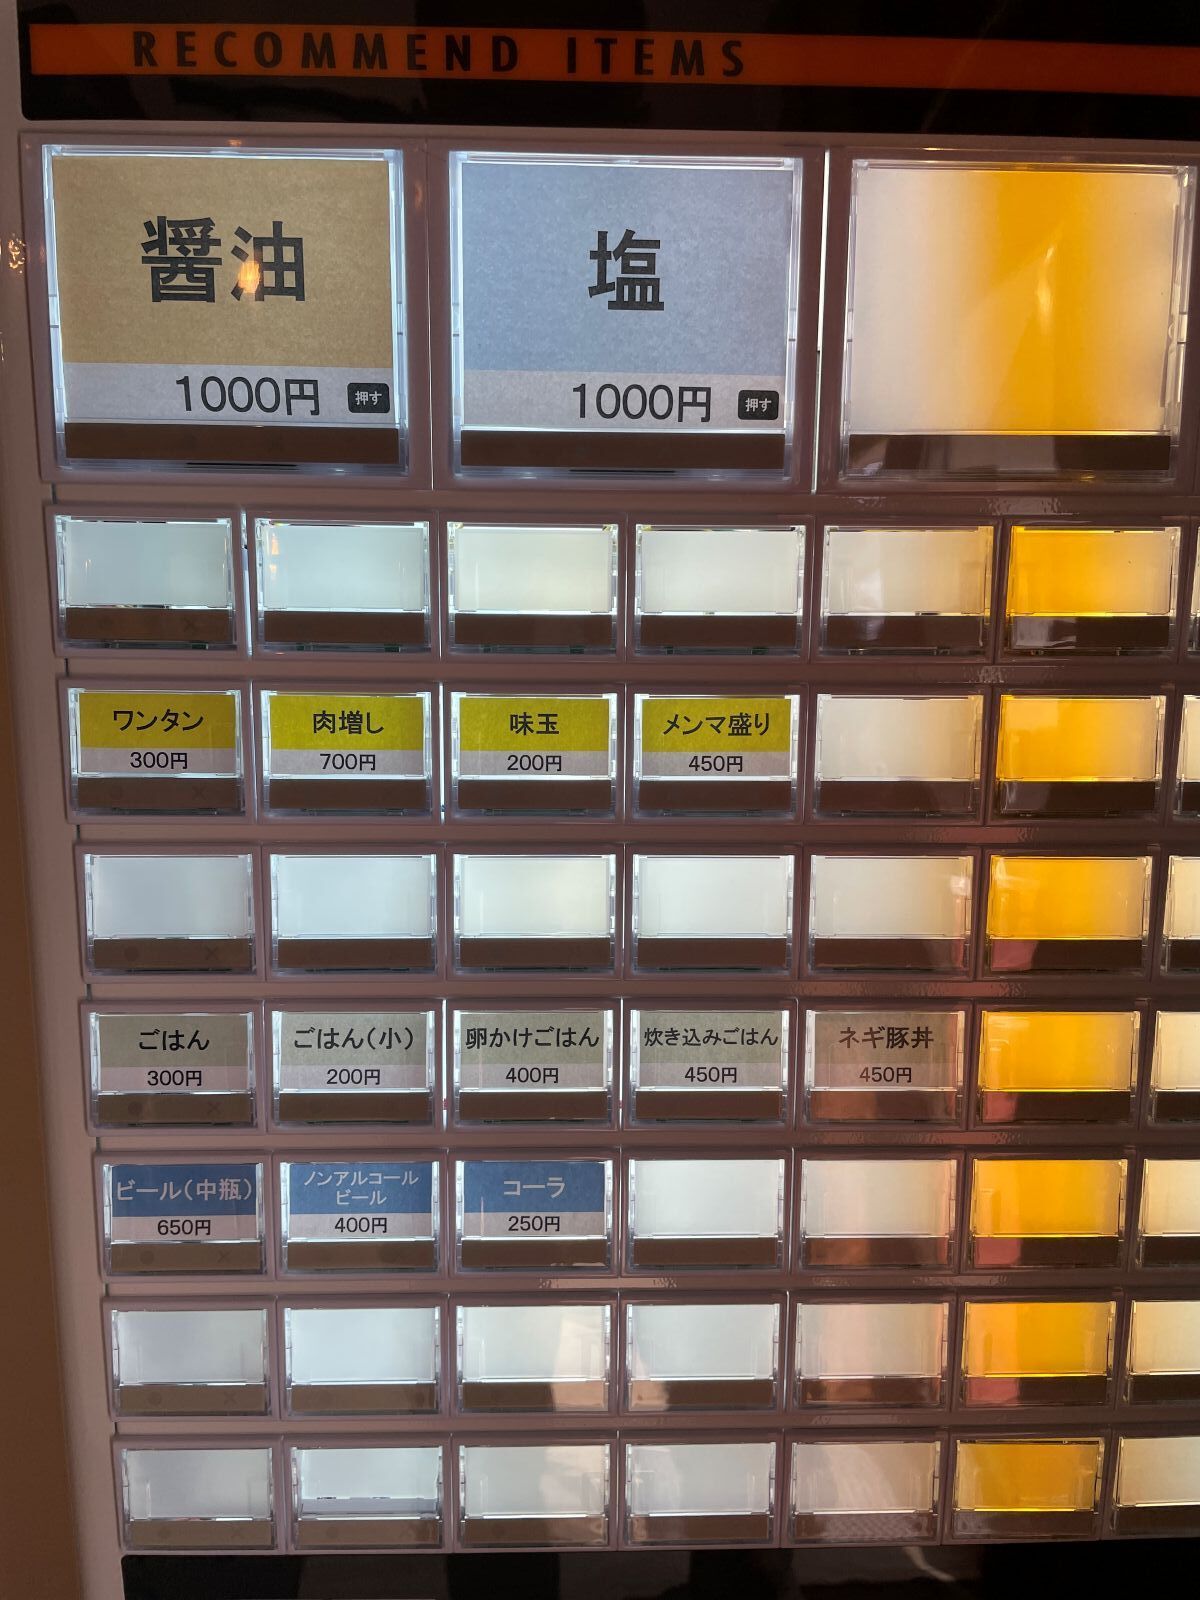 RECOMMEND ITEMS
醤油
1000円 押す
塩
1000円 押す
ワンタン
300円
肉増し
700円
味玉
200円
メンマ盛り
450円
ごはん
300円
ごはん(小)
200円
卵かけごはん
400円
炊き込みごはん
450円
ネギ豚丼
450円
ビール(中瓶)
650円
ノンアルコール
ビール
400円
コーラ
250円